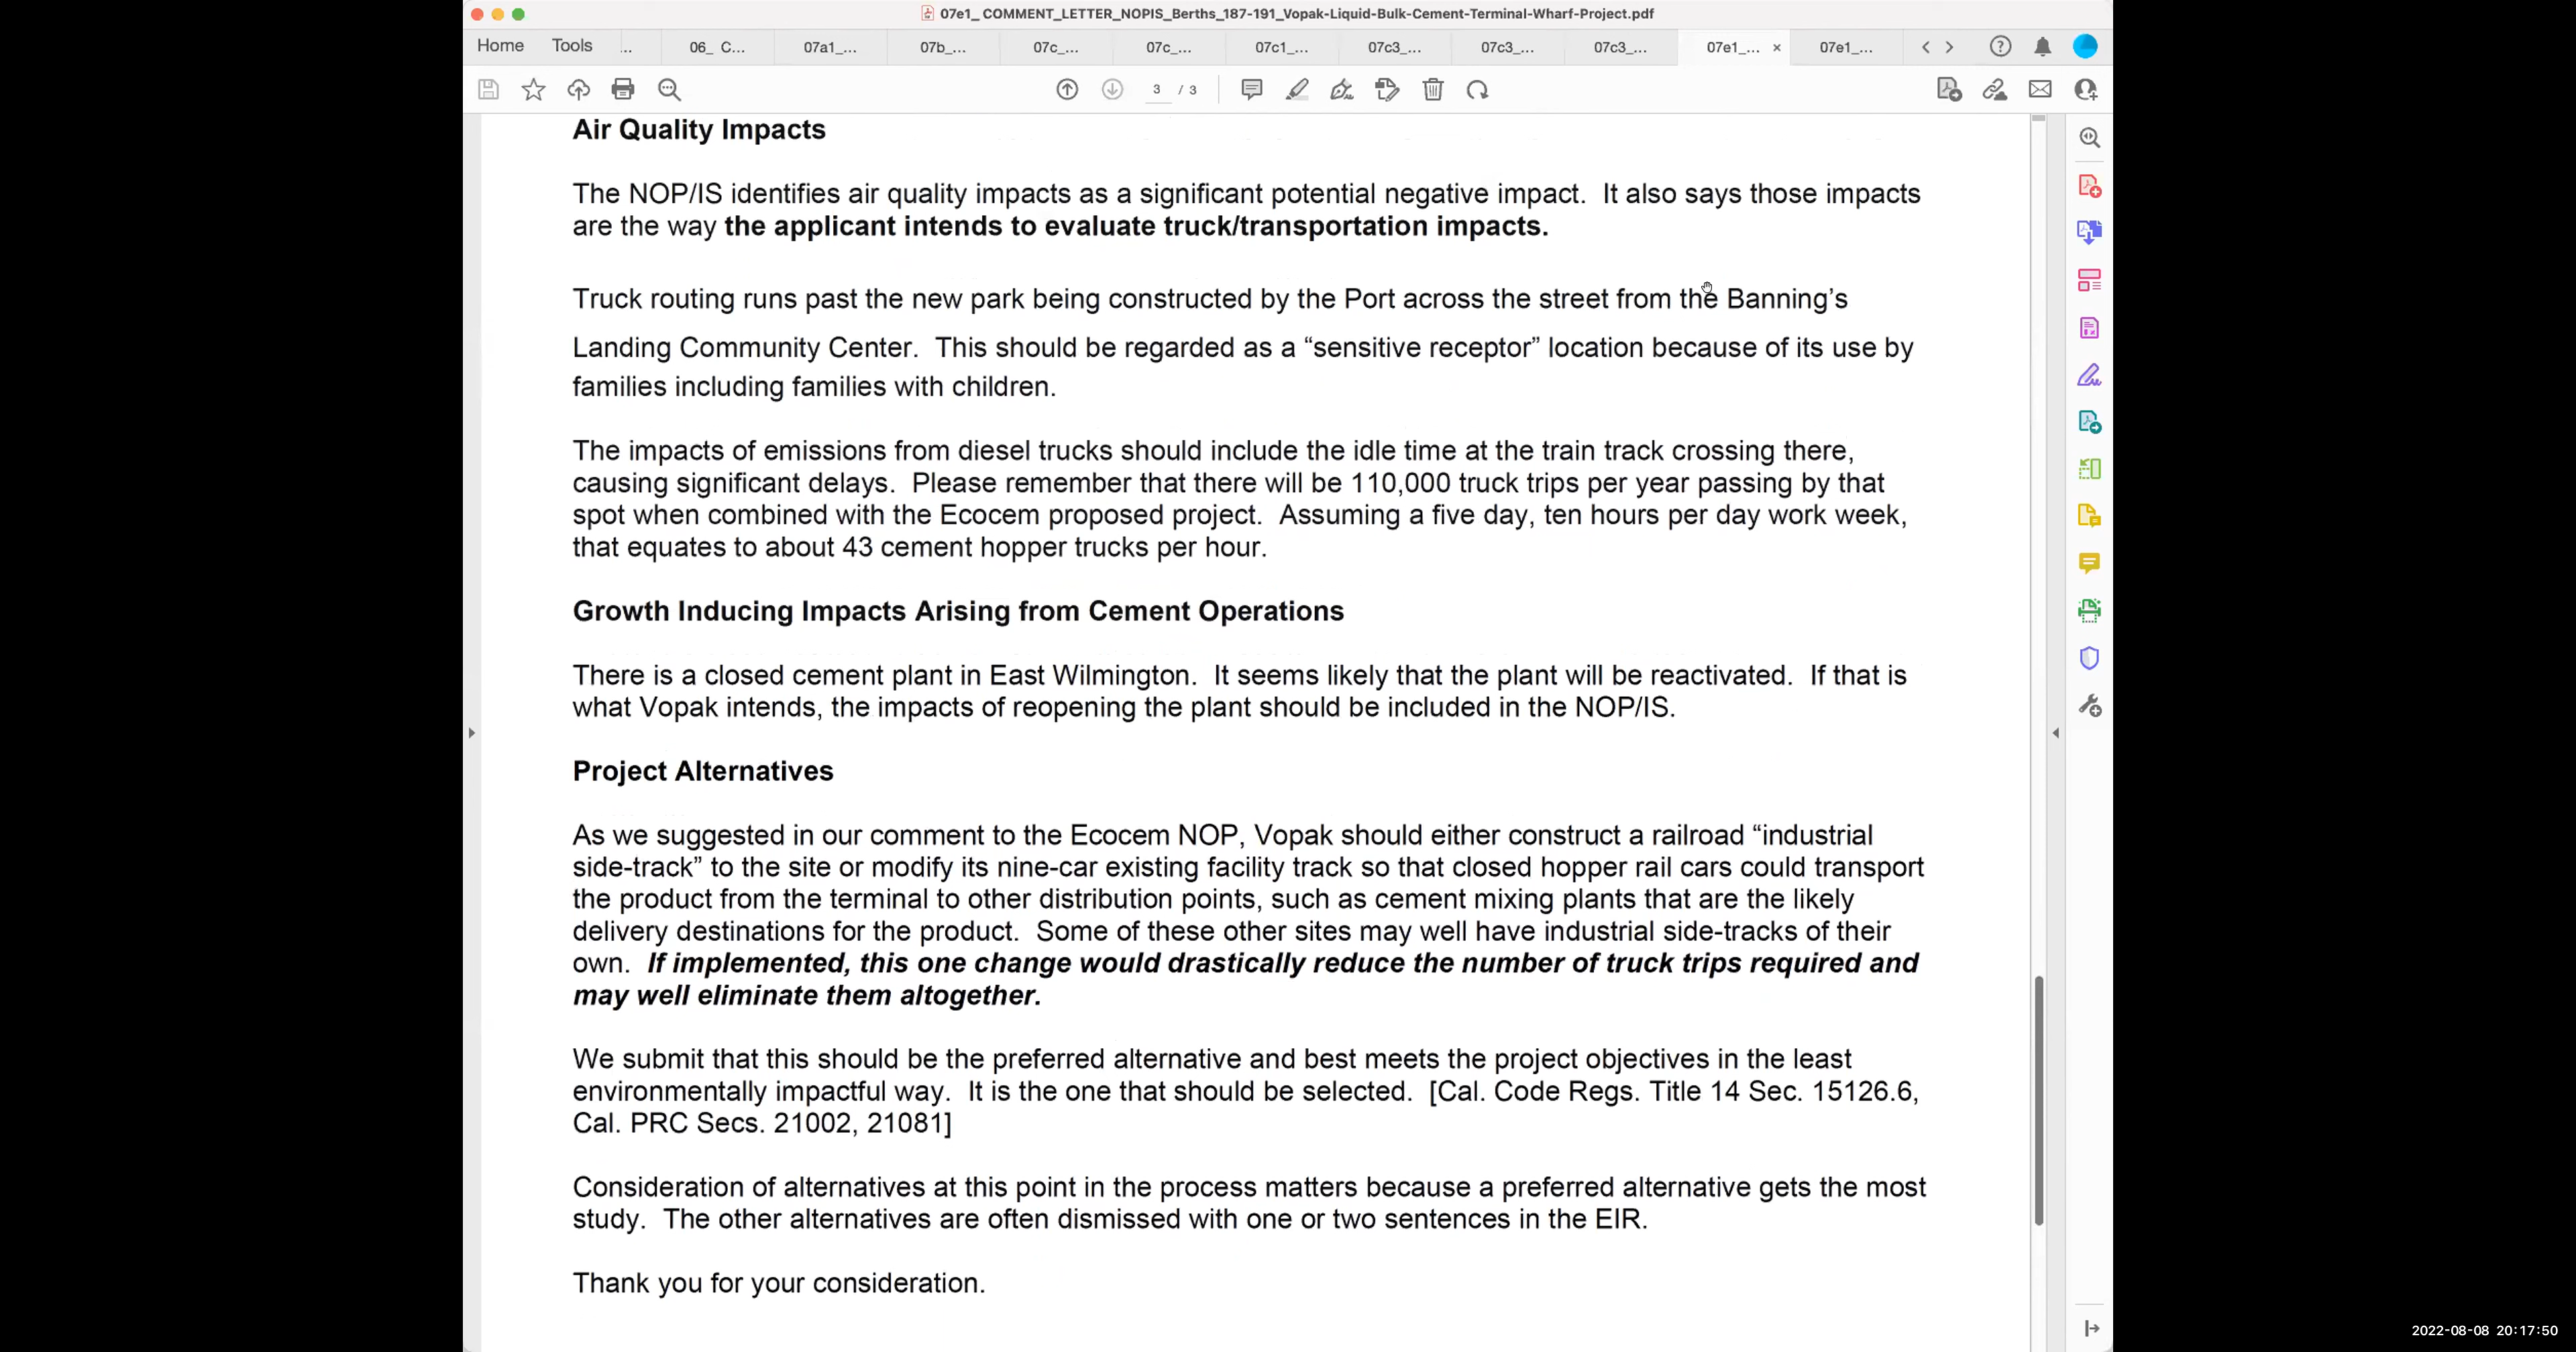 07e1_ COMMENT_LETTER_NOPIS_Berths_187-191_Vopak-Liquid-Bulk-Cement-Terminal-Wharf-Project.pdf
Home Tools ... 06_ C... 07a1_... 07b_... 07c_... 07c_... 07c1_... 07c3_... 07c3_... 07c3_... 07e1_... × 07e1_...
3 / 3
Air Quality Impacts
The NOP/IS identifies air quality impacts as a significant potential negative impact. It also says those impacts
are the way the applicant intends to evaluate truck/transportation impacts.
Truck routing runs past the new park being constructed by the Port across the street from the Banning's
Landing Community Center. This should be regarded as a “sensitive receptor” location because of its use by
families including families with children.
The impacts of emissions from diesel trucks should include the idle time at the train track crossing there,
causing significant delays. Please remember that there will be 110,000 truck trips per year passing by that
spot when combined with the Ecocem proposed project. Assuming a five day, ten hours per day work week,
that equates to about 43 cement hopper trucks per hour.
Growth Inducing Impacts Arising from Cement Operations
There is a closed cement plant in East Wilmington. It seems likely that the plant will be reactivated. If that is
what Vopak intends, the impacts of reopening the plant should be included in the NOP/IS.
Project Alternatives
As we suggested in our comment to the Ecocem NOP, Vopak should either construct a railroad “industrial
side-track” to the site or modify its nine-car existing facility track so that closed hopper rail cars could transport
the product from the terminal to other distribution points, such as cement mixing plants that are the likely
delivery destinations for the product. Some of these other sites may well have industrial side-tracks of their
own. If implemented, this one change would drastically reduce the number of truck trips required and
may well eliminate them altogether.
We submit that this should be the preferred alternative and best meets the project objectives in the least
environmentally impactful way. It is the one that should be selected. [Cal. Code Regs. Title 14 Sec. 15126.6,
Cal. PRC Secs. 21002, 21081]
Consideration of alternatives at this point in the process matters because a preferred alternative gets the most
study. The other alternatives are often dismissed with one or two sentences in the EIR.
Thank you for your consideration.
2022-08-08 20:17:50